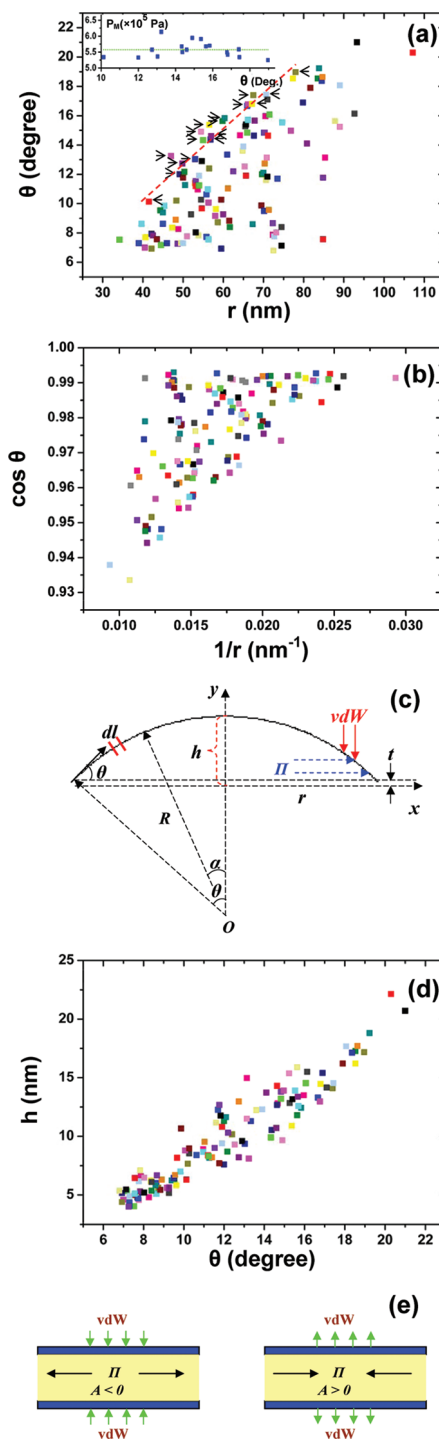 (a)
P_M(×10^5 Pa)
6.5
6.0
5.5
5.0
10 12 14 16 18
θ (Deg.)
22
20
18
16
14
12
10
8
6
θ (degree)
30 40 50 60 70 80 90 100 110
r (nm)
(b)
1.00
0.99
0.98
0.97
0.96
0.95
0.94
0.93
cos θ
0.010 0.015 0.020 0.025 0.030
1/r (nm^-1)
(c)
y
dl
h
vdW
t
θ
Π
r
x
R
α
θ
O
(d)
25
20
15
10
5
h (nm)
6 8 10 12 14 16 18 20 22
θ (degree)
(e)
vdW vdW
Π Π
A < 0 A > 0
vdW vdW